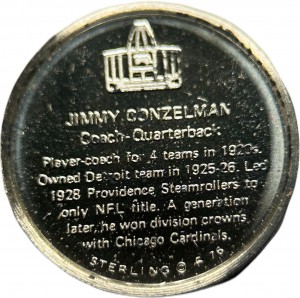 JIMMY CONZELMAN
Coach-Quarterback
Player-coach for 4 teams in 1920s.
Owned Detroit team in 1925-26. Led
1928 Providence Steamrollers to
only NFL title. A generation
later, he won division crowns
with Chicago Cardinals.
STERLING © F 76